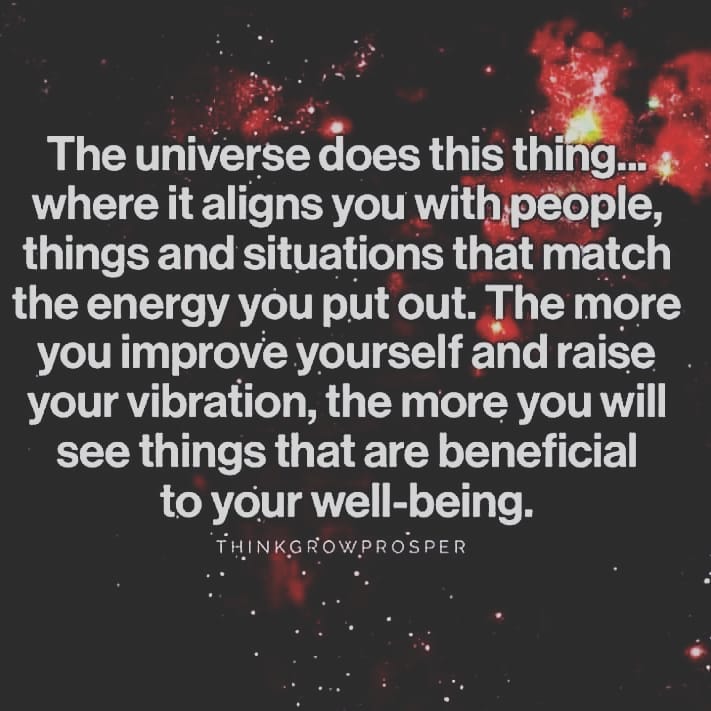 The universe does this thing...
where it aligns you with people,
things and situations that match
the energy you put out. The more
you improve yourself and raise
your vibration, the more you will
see things that are beneficial
to your well-being.
THINKGROWPROSPER